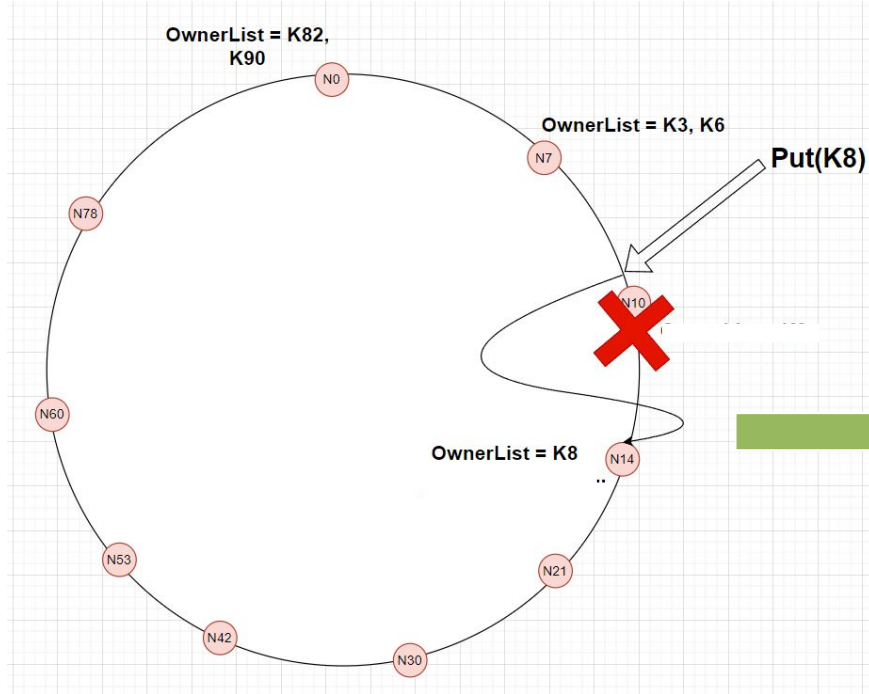 OwnerList = K82,
K90
N0
OwnerList = K3, K6
N7
Put(K8)
N78
N10
N60
OwnerList = K8
N14
..
N53
N21
N42
N30